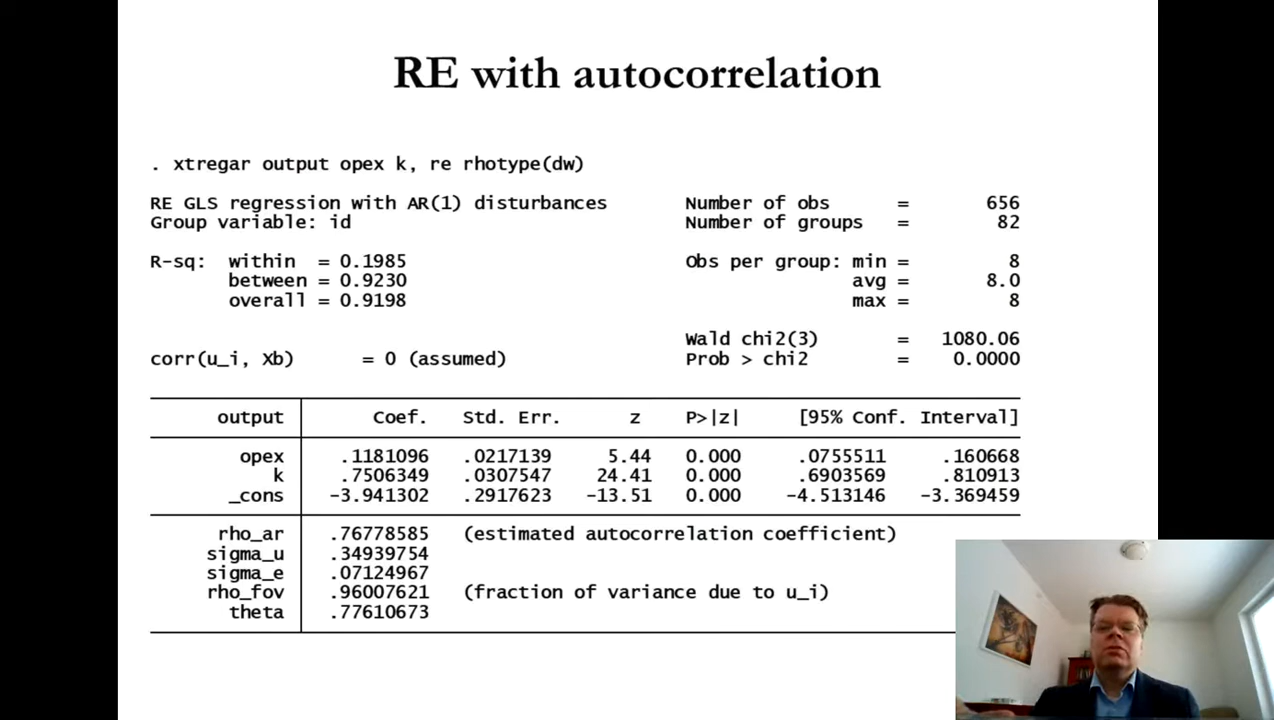 RE with autocorrelation
. xtregar output opex k, re rhotype(dw)
RE GLS regression with AR(1) disturbances Number of obs = 656
Group variable: id Number of groups = 82
R-sq: within = 0.1985 Obs per group: min = 8
between = 0.9230 avg = 8.0
overall = 0.9198 max = 8
Wald chi2(3) = 1080.06
corr(u_i, Xb) = 0 (assumed) Prob > chi2 = 0.0000
output Coef. Std. Err. z P>|z| [95% Conf. Interval]
opex .1181096 .0217139 5.44 0.000 .0755511 .160668
k .7506349 .0307547 24.41 0.000 .6903569 .810913
_cons -3.941302 .2917623 -13.51 0.000 -4.513146 -3.369459
rho_ar .76778585 (estimated autocorrelation coefficient)
sigma_u .34939754
sigma_e .07124967
rho_fov .96007621 (fraction of variance due to u_i)
theta .77610673